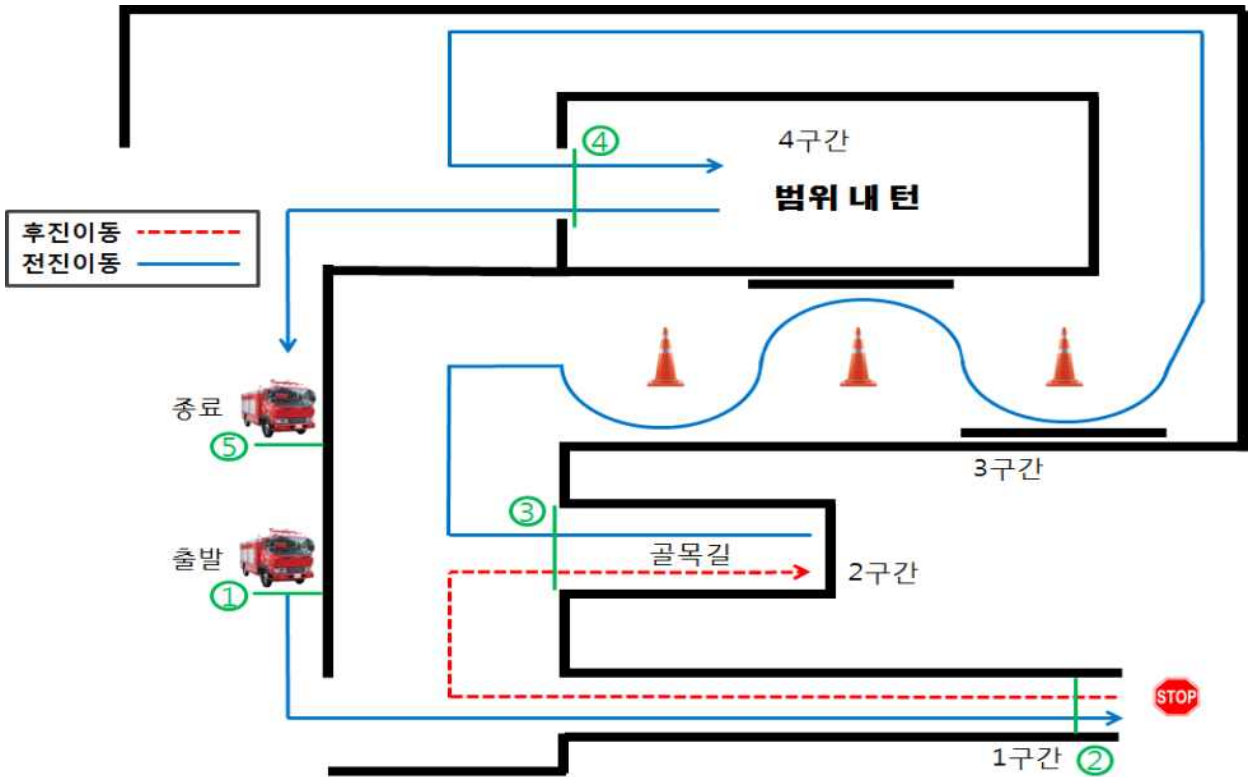 ④
4구간
범위 내 턴
후진이동
전진이동
종료
⑤
3구간
③
출발
골목길
2구간
①
STOP
1구간
②